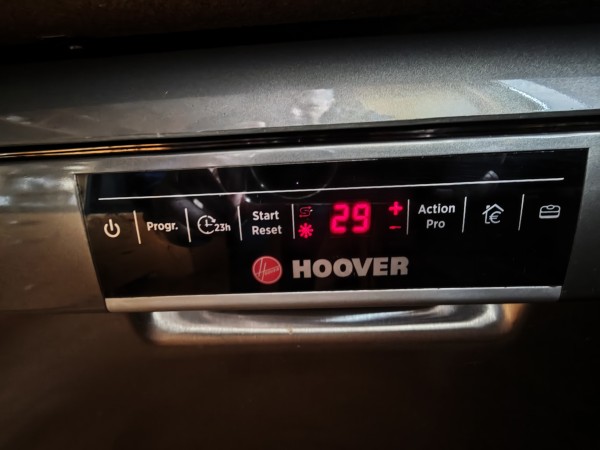 Progr.
23h
Start
Reset
29
+
-
Action
Pro
€
HOOVER